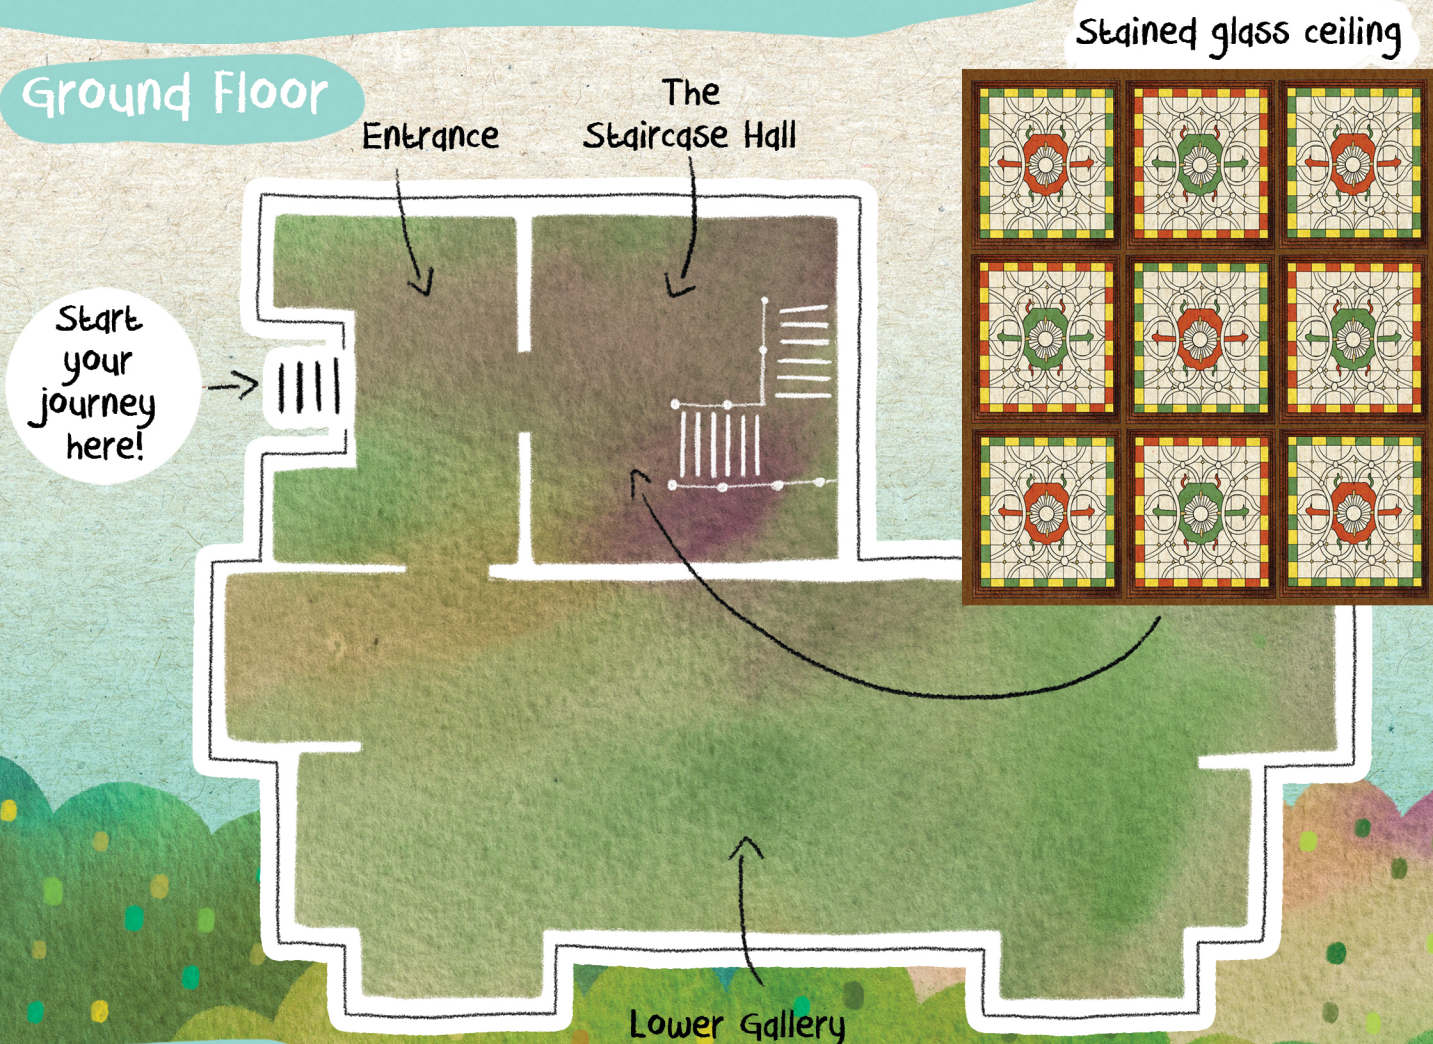 Stained glass ceiling
Ground Floor
Entrance
The
Staircase Hall
Start
your
journey
here!
Lower Gallery